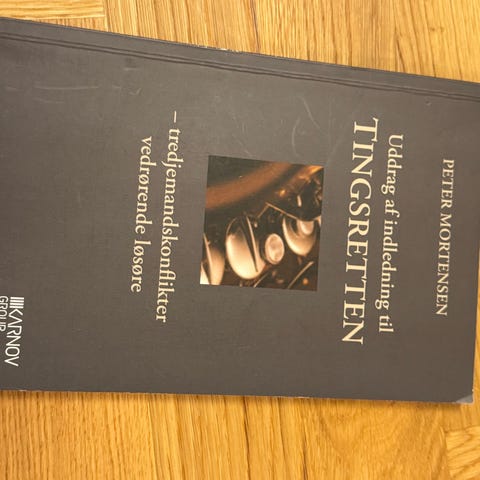 PETER MORTENSEN
Uddrag af indledning til
TINGSRETTEN
– tredjemandskonflikter
vedrørende løsøre
KARNOV
GROUP